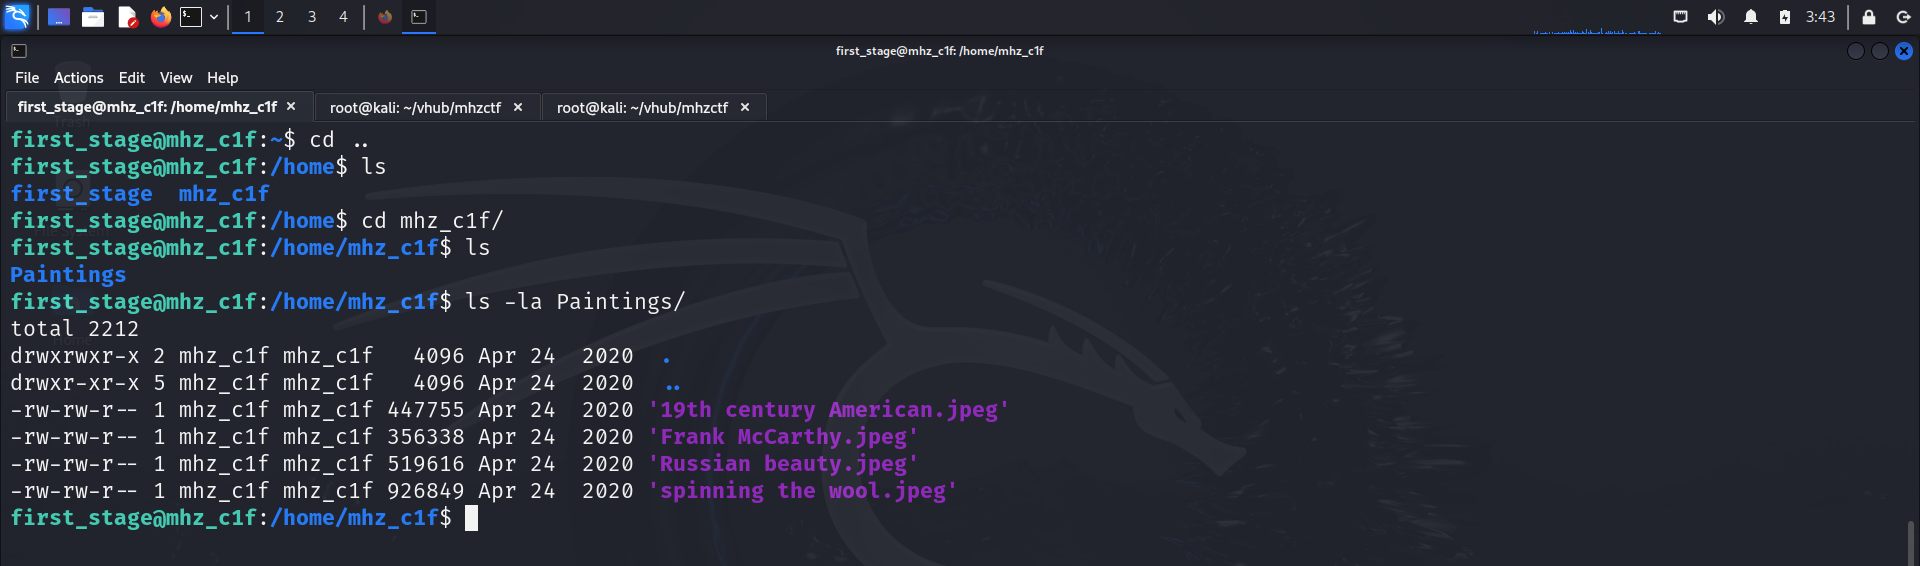 1 2 3 4 3:43
first_stage@mhz_c1f: /home/mhz_c1f
File Actions Edit View Help
first_stage@mhz_c1f: /home/mhz_c1f × root@kali: ~/vhub/mhzctf × root@kali: ~/vhub/mhzctf ×
first_stage@mhz_c1f:~$ cd ..
first_stage@mhz_c1f:/home$ ls
first_stage  mhz_c1f
first_stage@mhz_c1f:/home$ cd mhz_c1f/
first_stage@mhz_c1f:/home/mhz_c1f$ ls
Paintings
first_stage@mhz_c1f:/home/mhz_c1f$ ls -la Paintings/
total 2212
drwxrwxr-x 2 mhz_c1f mhz_c1f   4096 Apr 24  2020  .
drwxr-xr-x 5 mhz_c1f mhz_c1f   4096 Apr 24  2020  ..
-rw-rw-r-- 1 mhz_c1f mhz_c1f 447755 Apr 24  2020 '19th century American.jpeg'
-rw-rw-r-- 1 mhz_c1f mhz_c1f 356338 Apr 24  2020 'Frank McCarthy.jpeg'
-rw-rw-r-- 1 mhz_c1f mhz_c1f 519616 Apr 24  2020 'Russian beauty.jpeg'
-rw-rw-r-- 1 mhz_c1f mhz_c1f 926849 Apr 24  2020 'spinning the wool.jpeg'
first_stage@mhz_c1f:/home/mhz_c1f$